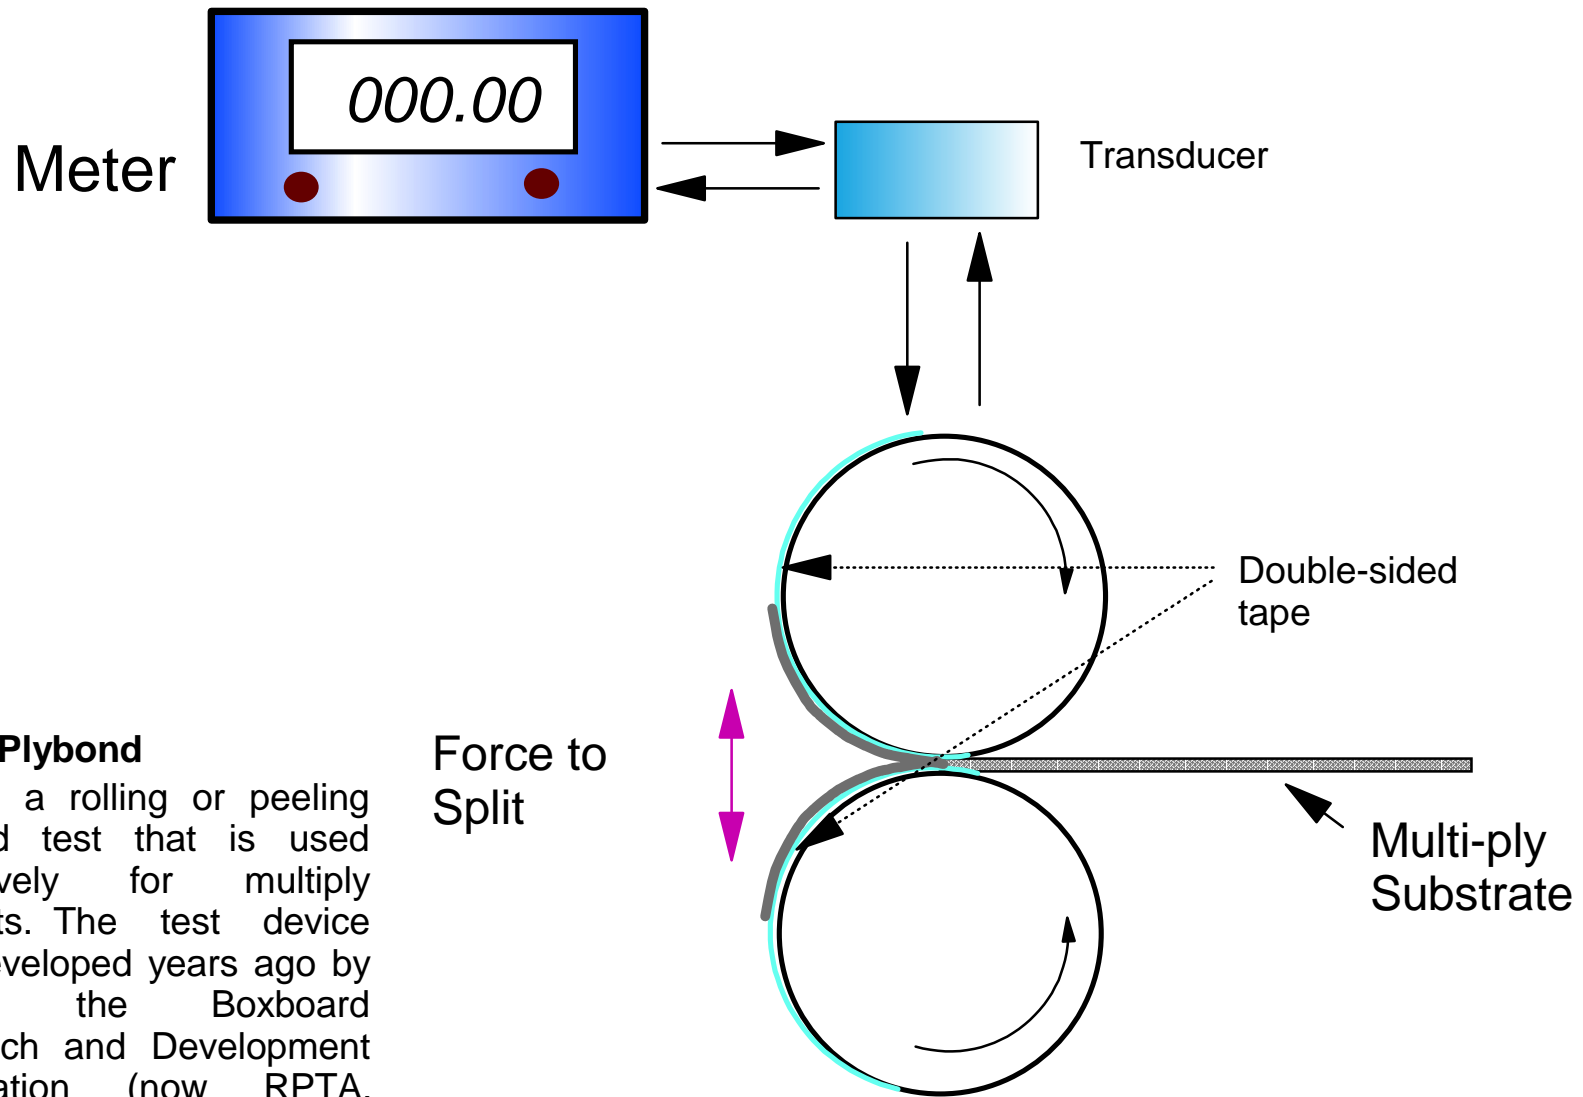 000.00
Meter
Transducer
Double-sided
tape
Force to
Split
Multi-ply
Substrate
Plybond
a rolling or peeling
test that is used
for multiply
The test device
years ago by
the Boxboard
and Development
(now RPTA,